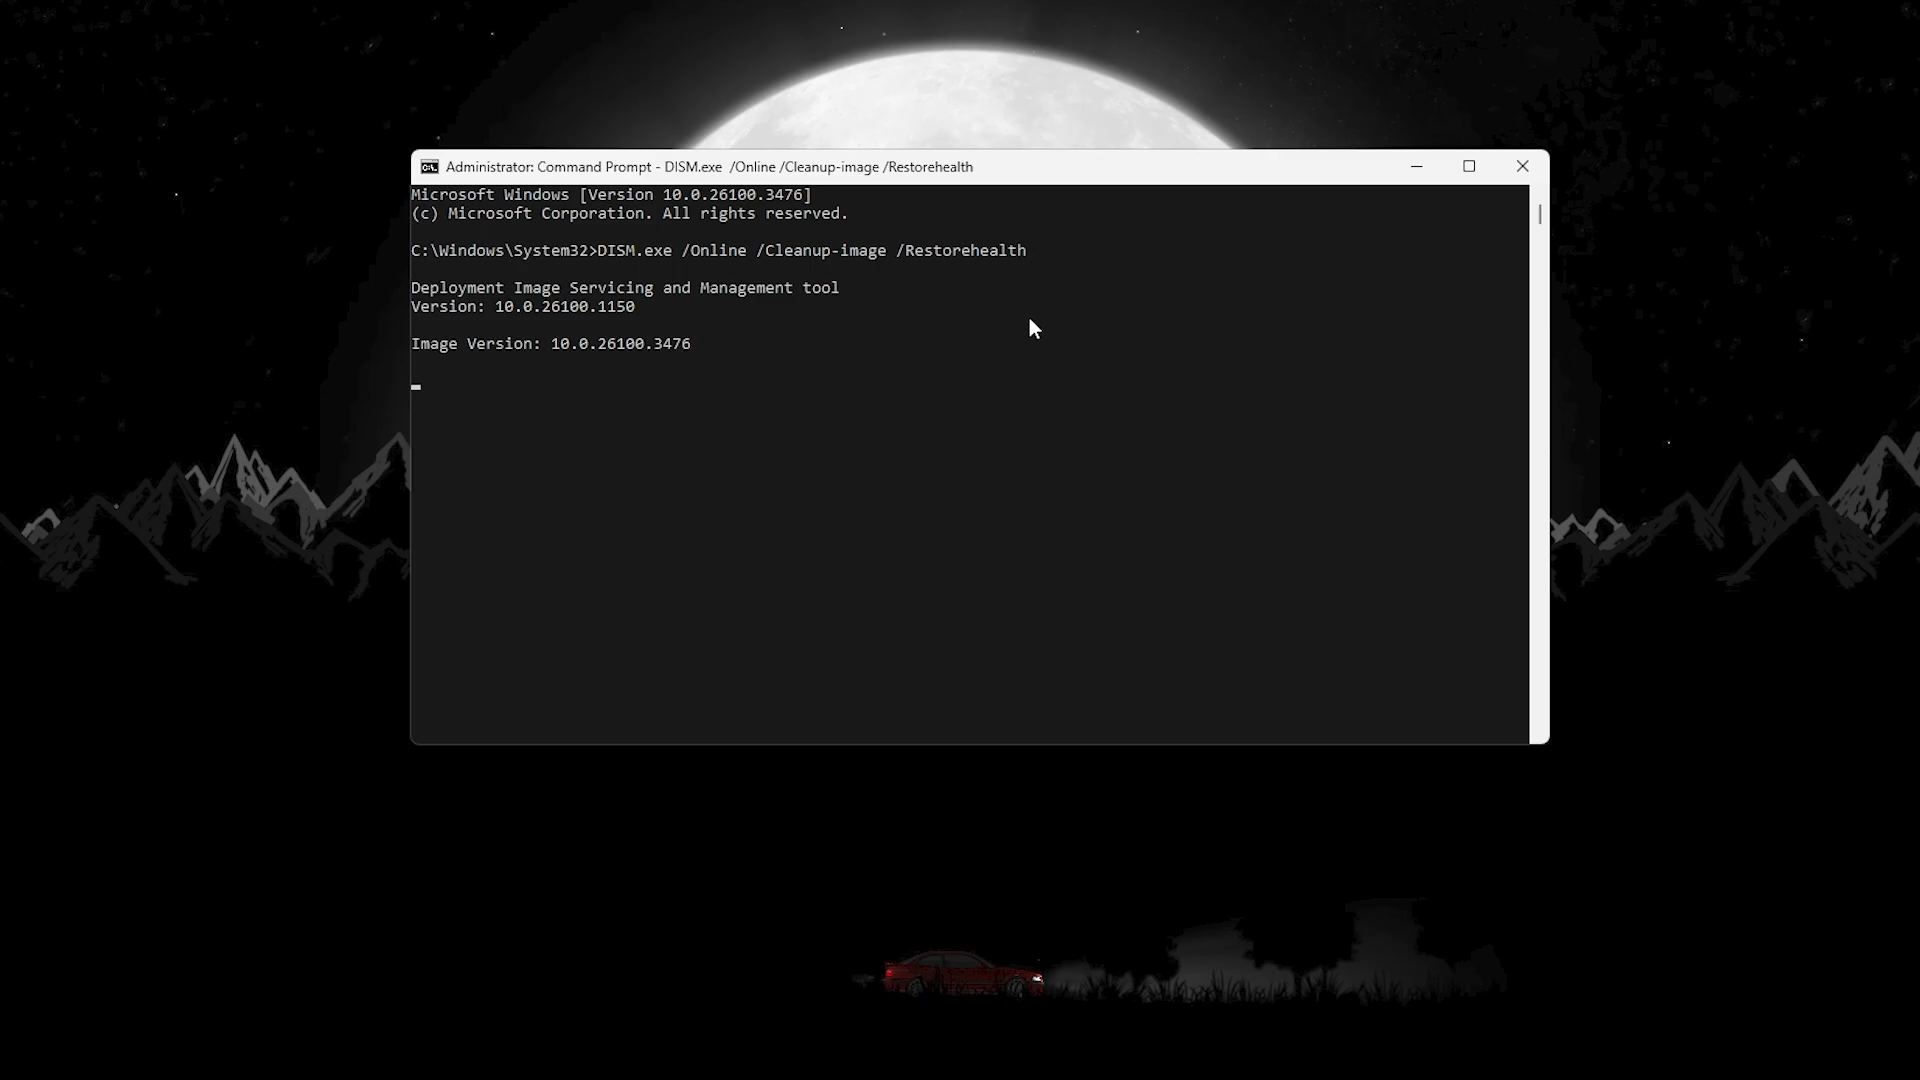 Administrator: Command Prompt - DISM.exe  /Online /Cleanup-image /Restorehealth
Microsoft Windows [Version 10.0.26100.3476]
(c) Microsoft Corporation. All rights reserved.
C:\Windows\System32>DISM.exe /Online /Cleanup-image /Restorehealth
Deployment Image Servicing and Management tool
Version: 10.0.26100.1150
Image Version: 10.0.26100.3476